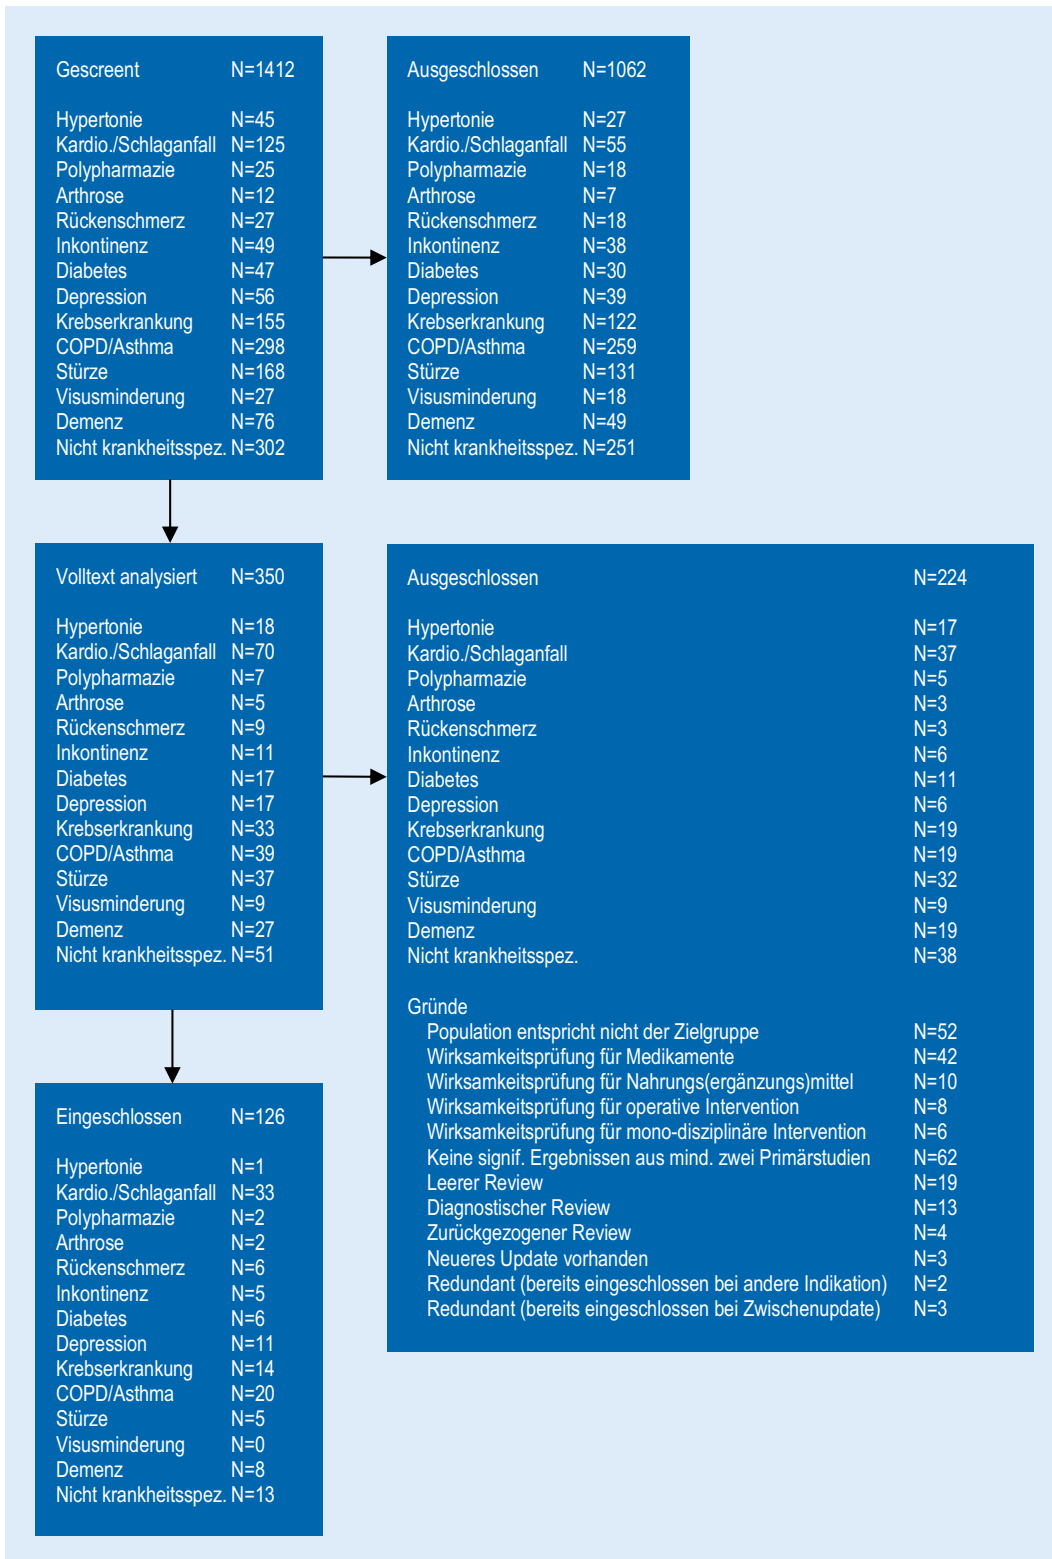 Gescreent N=1412
Hypertonie N=45
Kardio./Schlaganfall N=125
Polypharmazie N=25
Arthrose N=12
Rückenschmerz N=27
Inkontinenz N=49
Diabetes N=47
Depression N=56
Krebserkrankung N=155
COPD/Asthma N=298
Stürze N=168
Visusminderung N=27
Demenz N=76
Nicht krankheitsspez. N=302
Ausgeschlossen N=1062
Hypertonie N=27
Kardio./Schlaganfall N=55
Polypharmazie N=18
Arthrose N=7
Rückenschmerz N=18
Inkontinenz N=38
Diabetes N=30
Depression N=39
Krebserkrankung N=122
COPD/Asthma N=259
Stürze N=131
Visusminderung N=18
Demenz N=49
Nicht krankheitsspez. N=251
Volltext analysiert N=350
Hypertonie N=18
Kardio./Schlaganfall N=70
Polypharmazie N=7
Arthrose N=5
Rückenschmerz N=9
Inkontinenz N=11
Diabetes N=17
Depression N=17
Krebserkrankung N=33
COPD/Asthma N=39
Stürze N=37
Visusminderung N=9
Demenz N=27
Nicht krankheitsspez. N=51
Ausgeschlossen N=224
Hypertonie N=17
Kardio./Schlaganfall N=37
Polypharmazie N=5
Arthrose N=3
Rückenschmerz N=3
Inkontinenz N=6
Diabetes N=11
Depression N=6
Krebserkrankung N=19
COPD/Asthma N=19
Stürze N=32
Visusminderung N=9
Demenz N=19
Nicht krankheitsspez. N=38
Gründe
Population entspricht nicht der Zielgruppe N=52
Wirksamkeitsprüfung für Medikamente N=42
Wirksamkeitsprüfung für Nahrungs(ergänzungs)mittel N=10
Wirksamkeitsprüfung für operative Intervention N=8
Wirksamkeitsprüfung für mono-disziplinäre Intervention N=6
Keine signif. Ergebnissen aus mind. zwei Primärstudien N=62
Leerer Review N=19
Diagnostischer Review N=13
Zurückgezogener Review N=4
Neueres Update vorhanden N=3
Redundant (bereits eingeschlossen bei andere Indikation) N=2
Redundant (bereits eingeschlossen bei Zwischenupdate) N=3
Eingeschlossen N=126
Hypertonie N=1
Kardio./Schlaganfall N=33
Polypharmazie N=2
Arthrose N=2
Rückenschmerz N=6
Inkontinenz N=5
Diabetes N=6
Depression N=11
Krebserkrankung N=14
COPD/Asthma N=20
Stürze N=5
Visusminderung N=0
Demenz N=8
Nicht krankheitsspez. N=13